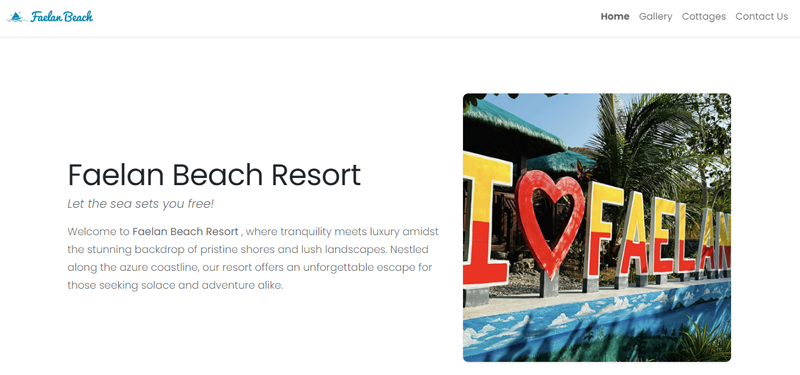 Faelan Beach
Home Gallery Cottages Contact Us
Faelan Beach Resort
Let the sea sets you free!
Welcome to Faelan Beach Resort , where tranquility meets luxury amidst
the stunning backdrop of pristine shores and lush landscapes. Nestled
along the azure coastline, our resort offers an unforgettable escape for
those seeking solace and adventure alike.
I ❤ FAELAN